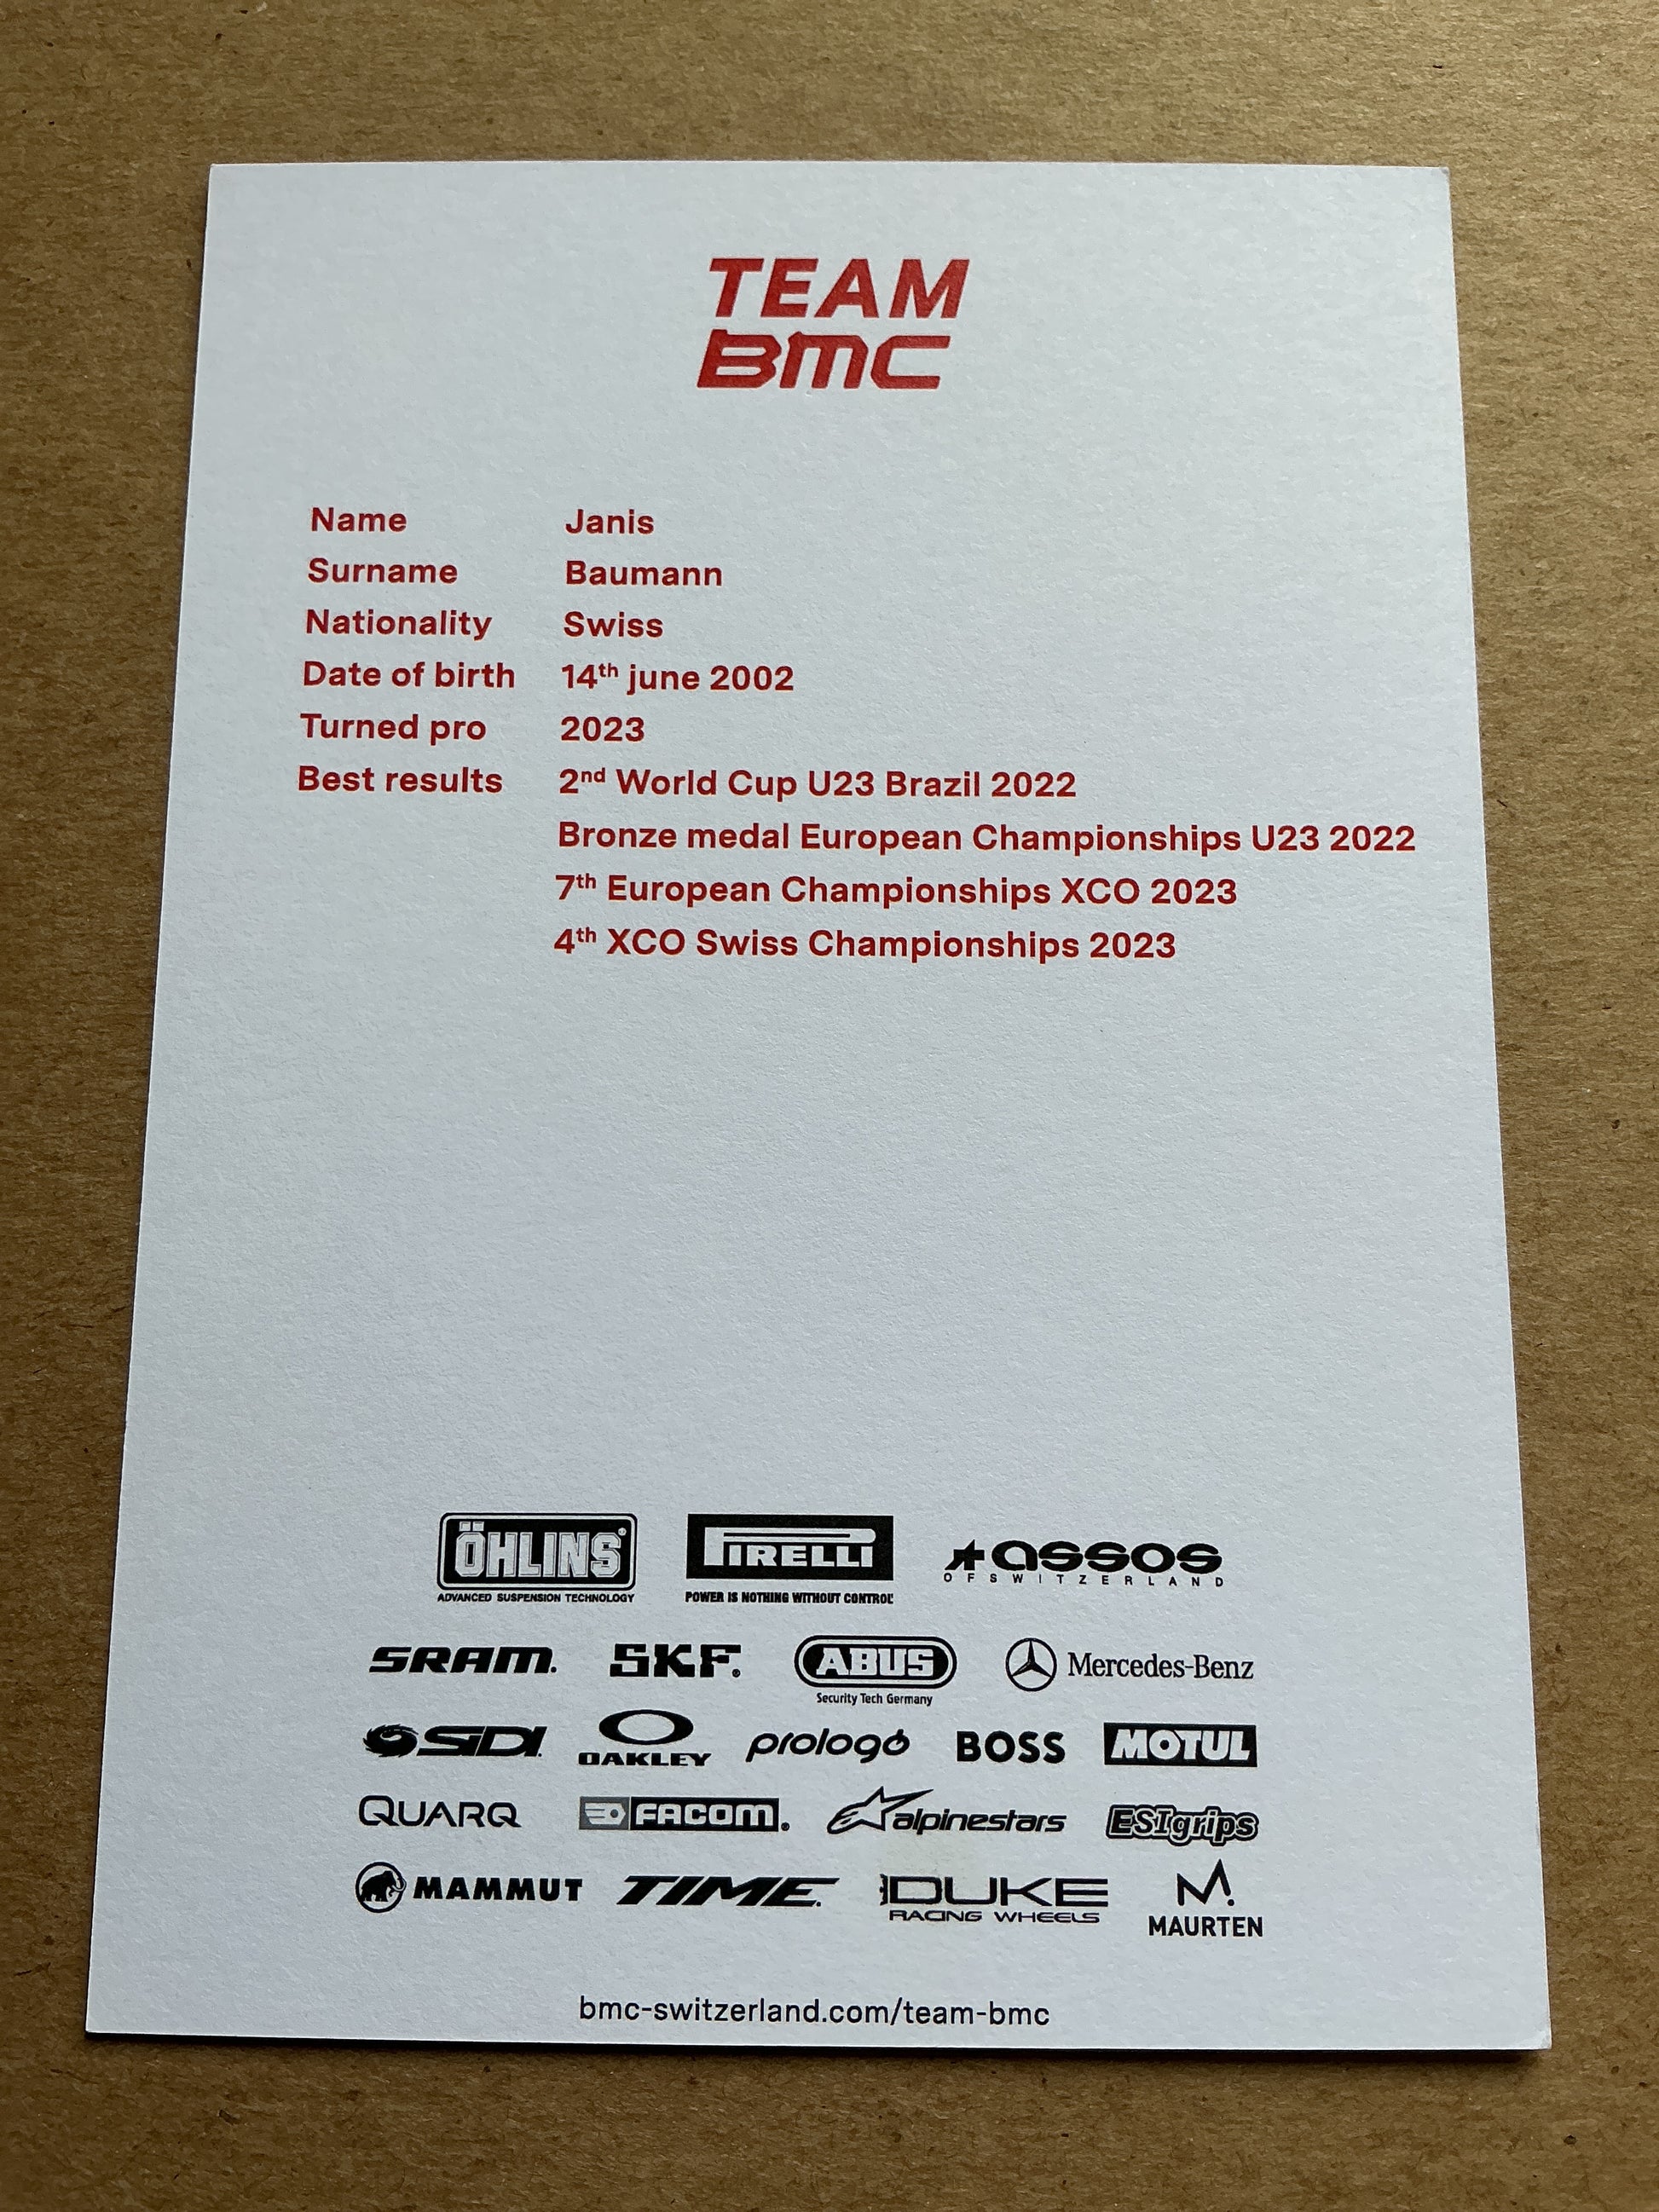 TEAM
BMC
Name Janis
Surname Baumann
Nationality Swiss
Date of birth 14th june 2002
Turned pro 2023
Best results 2nd World Cup U23 Brazil 2022
Bronze medal European Championships U23 2022
7th European Championships XCO 2023
4th XCO Swiss Championships 2023
ÖHLINS PIRELLI assos
ADVANCED SUSPENSION TECHNOLOGY POWER IS NOTHING WITHOUT CONTROL OF SWITZERLAND
SRAM. SKF. ABUS Mercedes-Benz
Security Tech Germany
SIDI OAKLEY prologo BOSS MOTUL
QUARQ FACOM. alpinestars ESIgrips
MAMMUT TIME DUKE M.
RACING WHEELS MAURTEN
bmc-switzerland.com/team-bmc